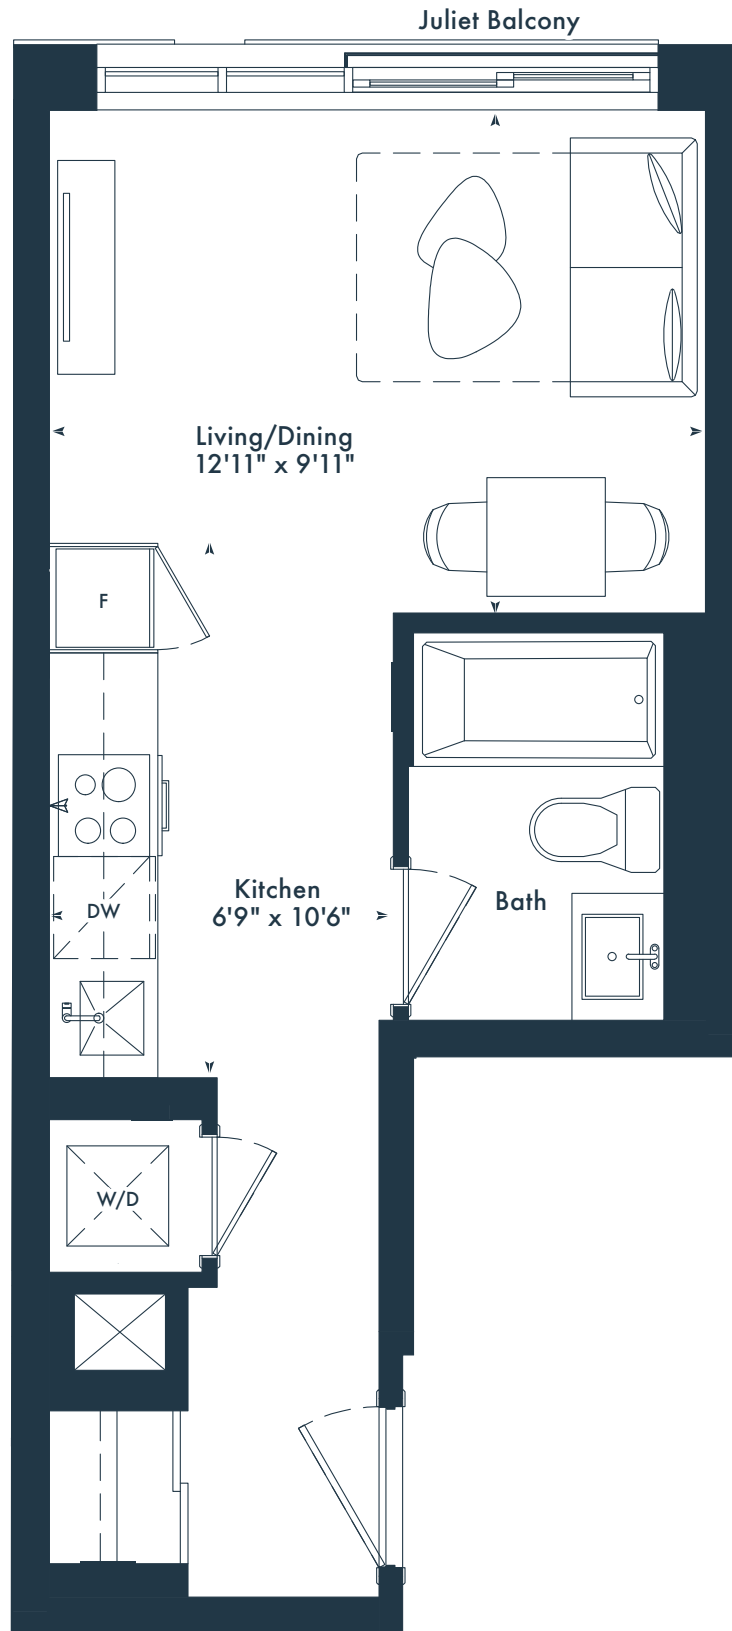 Juliet Balcony
Living/Dining
12'11" x 9'11"
F
Kitchen
6'9" x 10'6"
DW
Bath
W/D